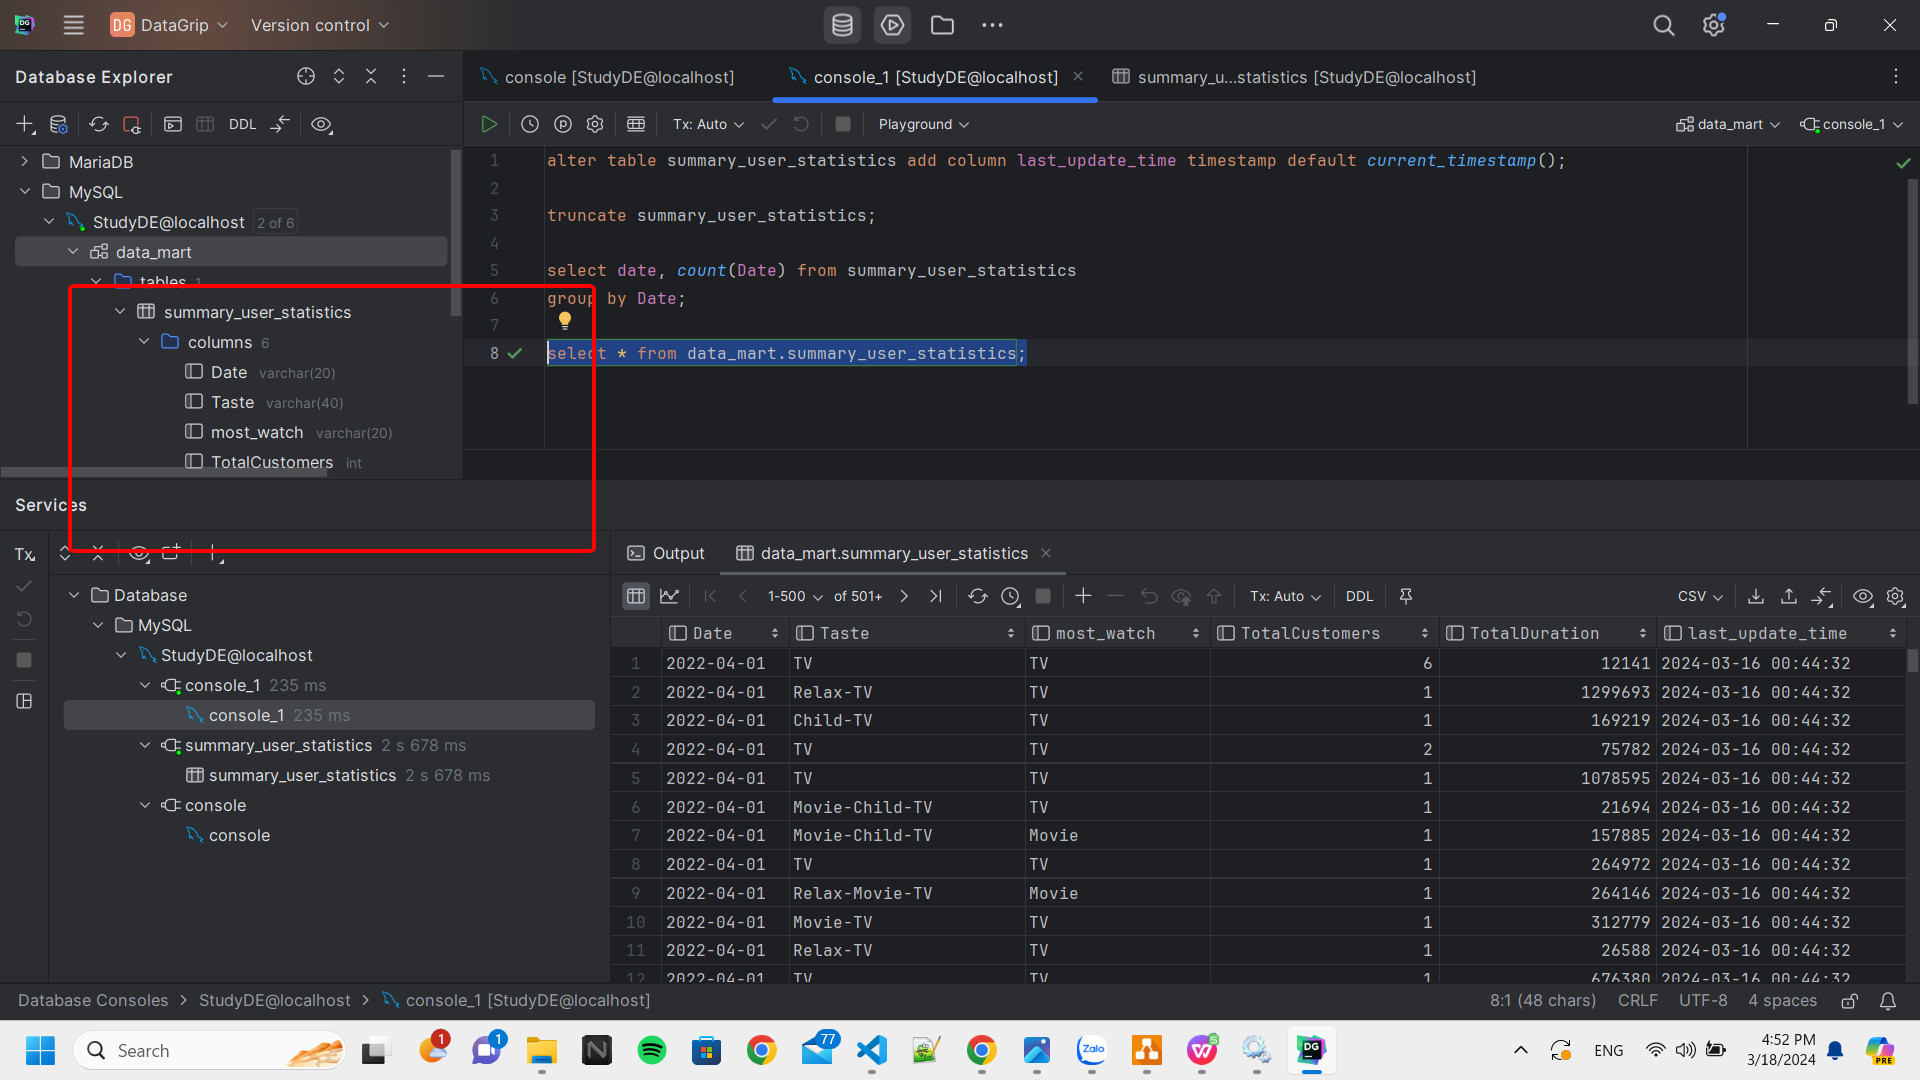 DG DataGrip Version control
Database Explorer
console [StudyDE@localhost] console_1 [StudyDE@localhost] summary_u...statistics [StudyDE@localhost]
DDL
Tx: Auto Playground data_mart console_1
MariaDB
MySQL
StudyDE@localhost 2 of 6
data_mart
tables 1
summary_user_statistics
columns 6
Date varchar(20)
Taste varchar(40)
most_watch varchar(20)
TotalCustomers int
1 alter table summary_user_statistics add column last_update_time timestamp default current_timestamp();
2
3 truncate summary_user_statistics;
4
5 select date, count(Date) from summary_user_statistics
6 group by Date;
7
8 select * from data_mart.summary_user_statistics;
Services
Tx
Database
MySQL
StudyDE@localhost
console_1 235 ms
console_1 235 ms
summary_user_statistics 2 s 678 ms
summary_user_statistics 2 s 678 ms
console
console
Output data_mart.summary_user_statistics
1-500 of 501+ Tx: Auto DDL CSV
Date Taste most_watch TotalCustomers TotalDuration last_update_time
1 2022-04-01 TV TV 6 12141 2024-03-16 00:44:32
2 2022-04-01 Relax-TV TV 1 1299693 2024-03-16 00:44:32
3 2022-04-01 Child-TV TV 1 169219 2024-03-16 00:44:32
4 2022-04-01 TV TV 2 75782 2024-03-16 00:44:32
5 2022-04-01 TV TV 1 1078595 2024-03-16 00:44:32
6 2022-04-01 Movie-Child-TV TV 1 21694 2024-03-16 00:44:32
7 2022-04-01 Movie-Child-TV Movie 1 157885 2024-03-16 00:44:32
8 2022-04-01 TV TV 1 264972 2024-03-16 00:44:32
9 2022-04-01 Relax-Movie-TV Movie 1 264146 2024-03-16 00:44:32
10 2022-04-01 Movie-TV TV 1 312779 2024-03-16 00:44:32
11 2022-04-01 Relax-TV TV 1 26588 2024-03-16 00:44:32
12 2022-04-01 TV TV 1 676380 2024-03-16 00:44:32
Database Consoles > StudyDE@localhost > console_1 [StudyDE@localhost] 8:1 (48 chars) CRLF UTF-8 4 spaces
Search 1 1 77 Zalo 5 DG ENG 4:52 PM PRE
3/18/2024